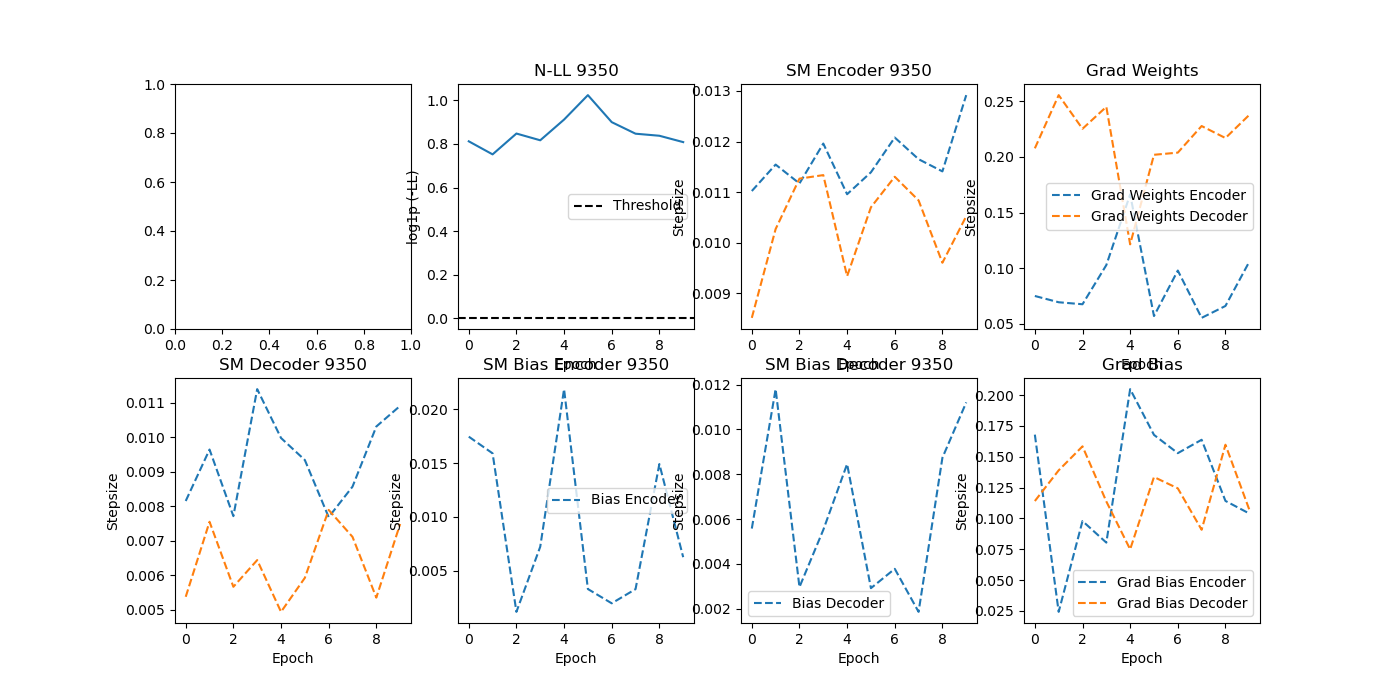 N-LL 9350
SM Encoder 9350
Grad Weights
1.0
0.8
0.6
0.4
0.2
0.0
0.0 0.2 0.4 0.6 0.8 1.0
log1p (-LL)
1.0
0.8
0.6
0.4
0.2
0.0
0 2 4 6 8
Threshold
Epoch
Stepsize
0.013
0.012
0.011
0.010
0.009
0 2 4 6 8
Epoch
Stepsize
0.25
0.20
0.15
0.10
0.05
0 2 4 6 8
Grad Weights Encoder
Grad Weights Decoder
Epoch
SM Decoder 9350
SM Bias Encoder 9350
SM Bias Decoder 9350
Grad Bias
Stepsize
0.011
0.010
0.009
0.008
0.007
0.006
0.005
0 2 4 6 8
Epoch
Stepsize
0.020
0.015
0.010
0.005
0 2 4 6 8
Bias Encoder
Epoch
Stepsize
0.012
0.010
0.008
0.006
0.004
0.002
0 2 4 6 8
Bias Decoder
Epoch
Stepsize
0.200
0.175
0.150
0.125
0.100
0.075
0.050
0.025
0 2 4 6 8
Grad Bias Encoder
Grad Bias Decoder
Epoch